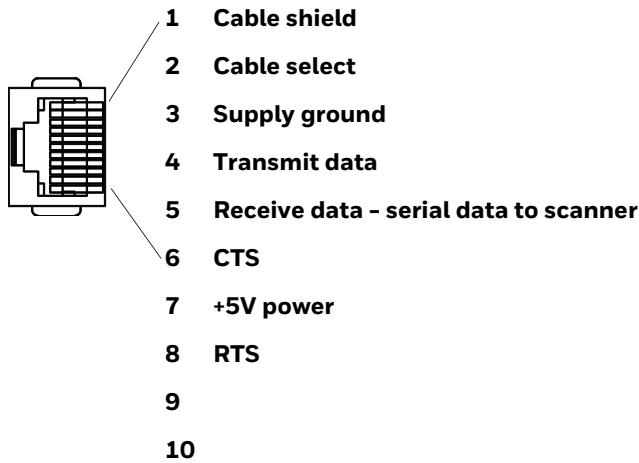 1 Cable shield
2 Cable select
3 Supply ground
4 Transmit data
5 Receive data - serial data to scanner
6 CTS
7 +5V power
8 RTS
9
10